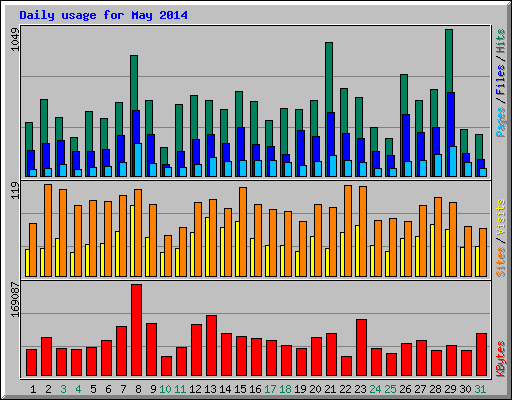 Daily usage for May 2014
1049
Pages / Files / Hits
119
Sites / Visits
169087
KBytes
1 2 3 4 5 6 7 8 9 10 11 12 13 14 15 16 17 18 19 20 21 22 23 24 25 26 27 28 29 30 31